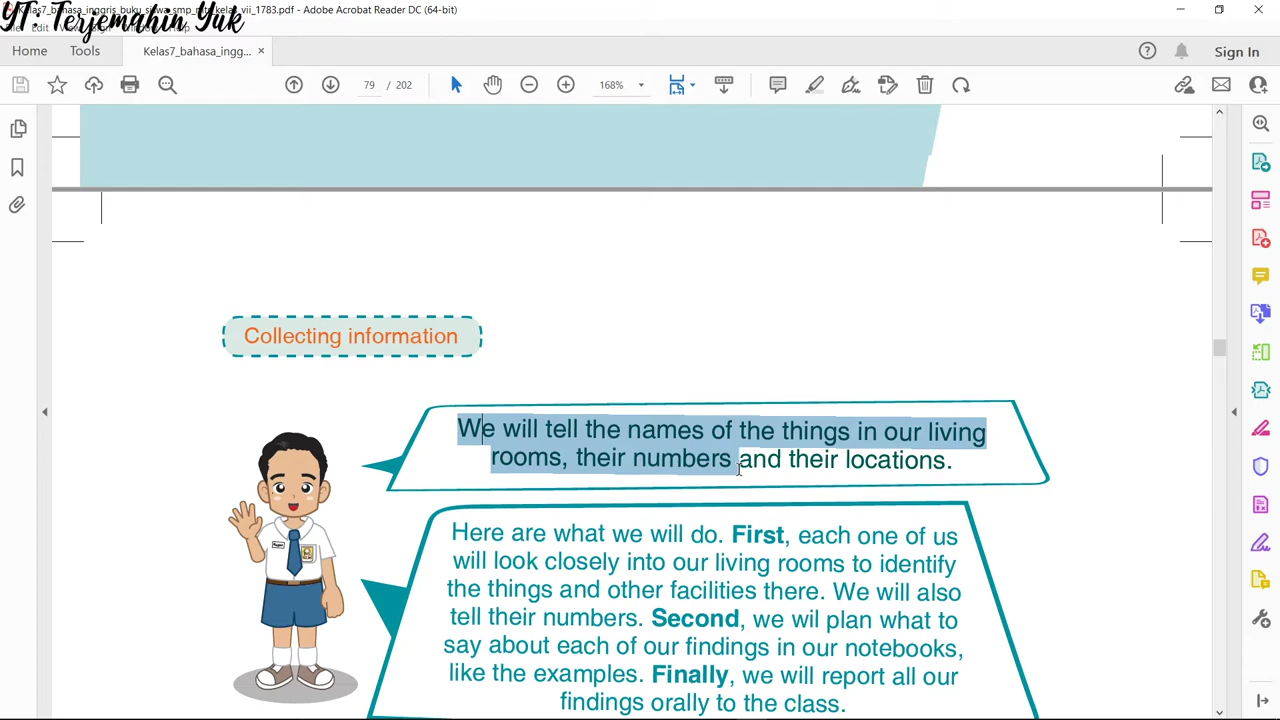 YT: Terjemahin Yuk
Kelas7_bahasa_inggris_buku_siswa_smp_mts_kelas_vii_1783.pdf - Adobe Acrobat Reader DC (64-bit)
Home Tools Kelas7_bahasa_ingg... × Sign In
79 / 202 168%
Collecting information
We will tell the names of the things in our living
rooms, their numbers and their locations.
Here are what we will do. First, each one of us
will look closely into our living rooms to identify
the things and other facilities there. We will also
tell their numbers. Second, we wil plan what to
say about each of our findings in our notebooks,
like the examples. Finally, we will report all our
findings orally to the class.